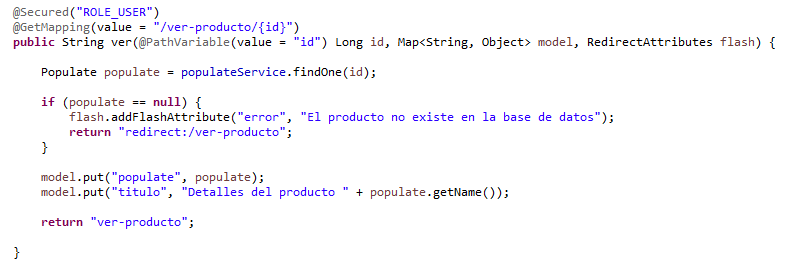 @Secured("ROLE_USER")
@GetMapping(value = "/ver-producto/{id}")
public String ver(@PathVariable(value = "id") Long id, Map<String, Object> model, RedirectAttributes flash) {
Populate populate = populateService.findOne(id);
if (populate == null) {
flash.addFlashAttribute("error", "El producto no existe en la base de datos");
return "redirect:/ver-producto";
}
model.put("populate", populate);
model.put("titulo", "Detalles del producto " + populate.getName());
return "ver-producto";
}